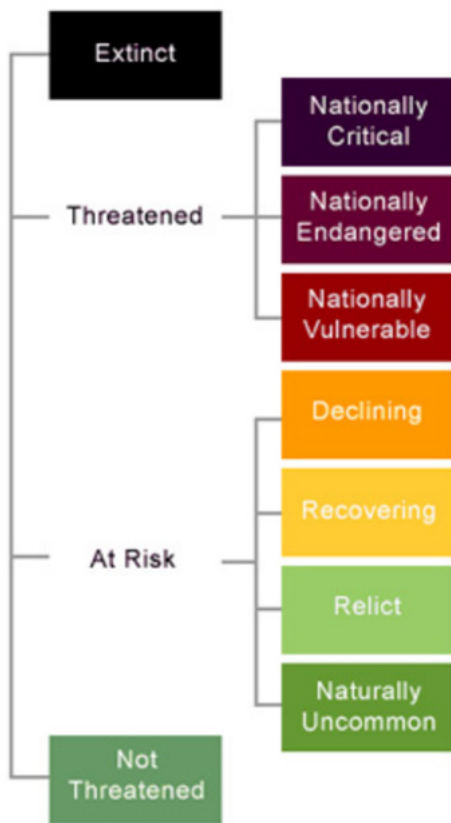 Extinct
Threatened
Nationally
Critical
Nationally
Endangered
Nationally
Vulnerable
At Risk
Declining
Recovering
Relict
Naturally
Uncommon
Not
Threatened